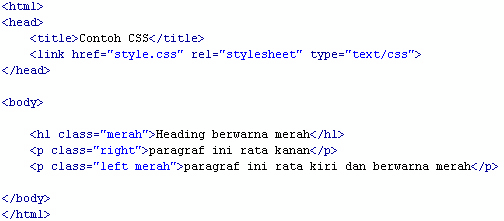 <html>
<head>
<title>Contoh CSS</title>
<link href="style.css" rel="stylesheet" type="text/css">
</head>
<body>
<h1 class="merah">Heading berwarna merah</h1>
<p class="right">paragraf ini rata kanan</p>
<p class="left merah">paragraf ini rata kiri dan berwarna merah</p>
</body>
</html>